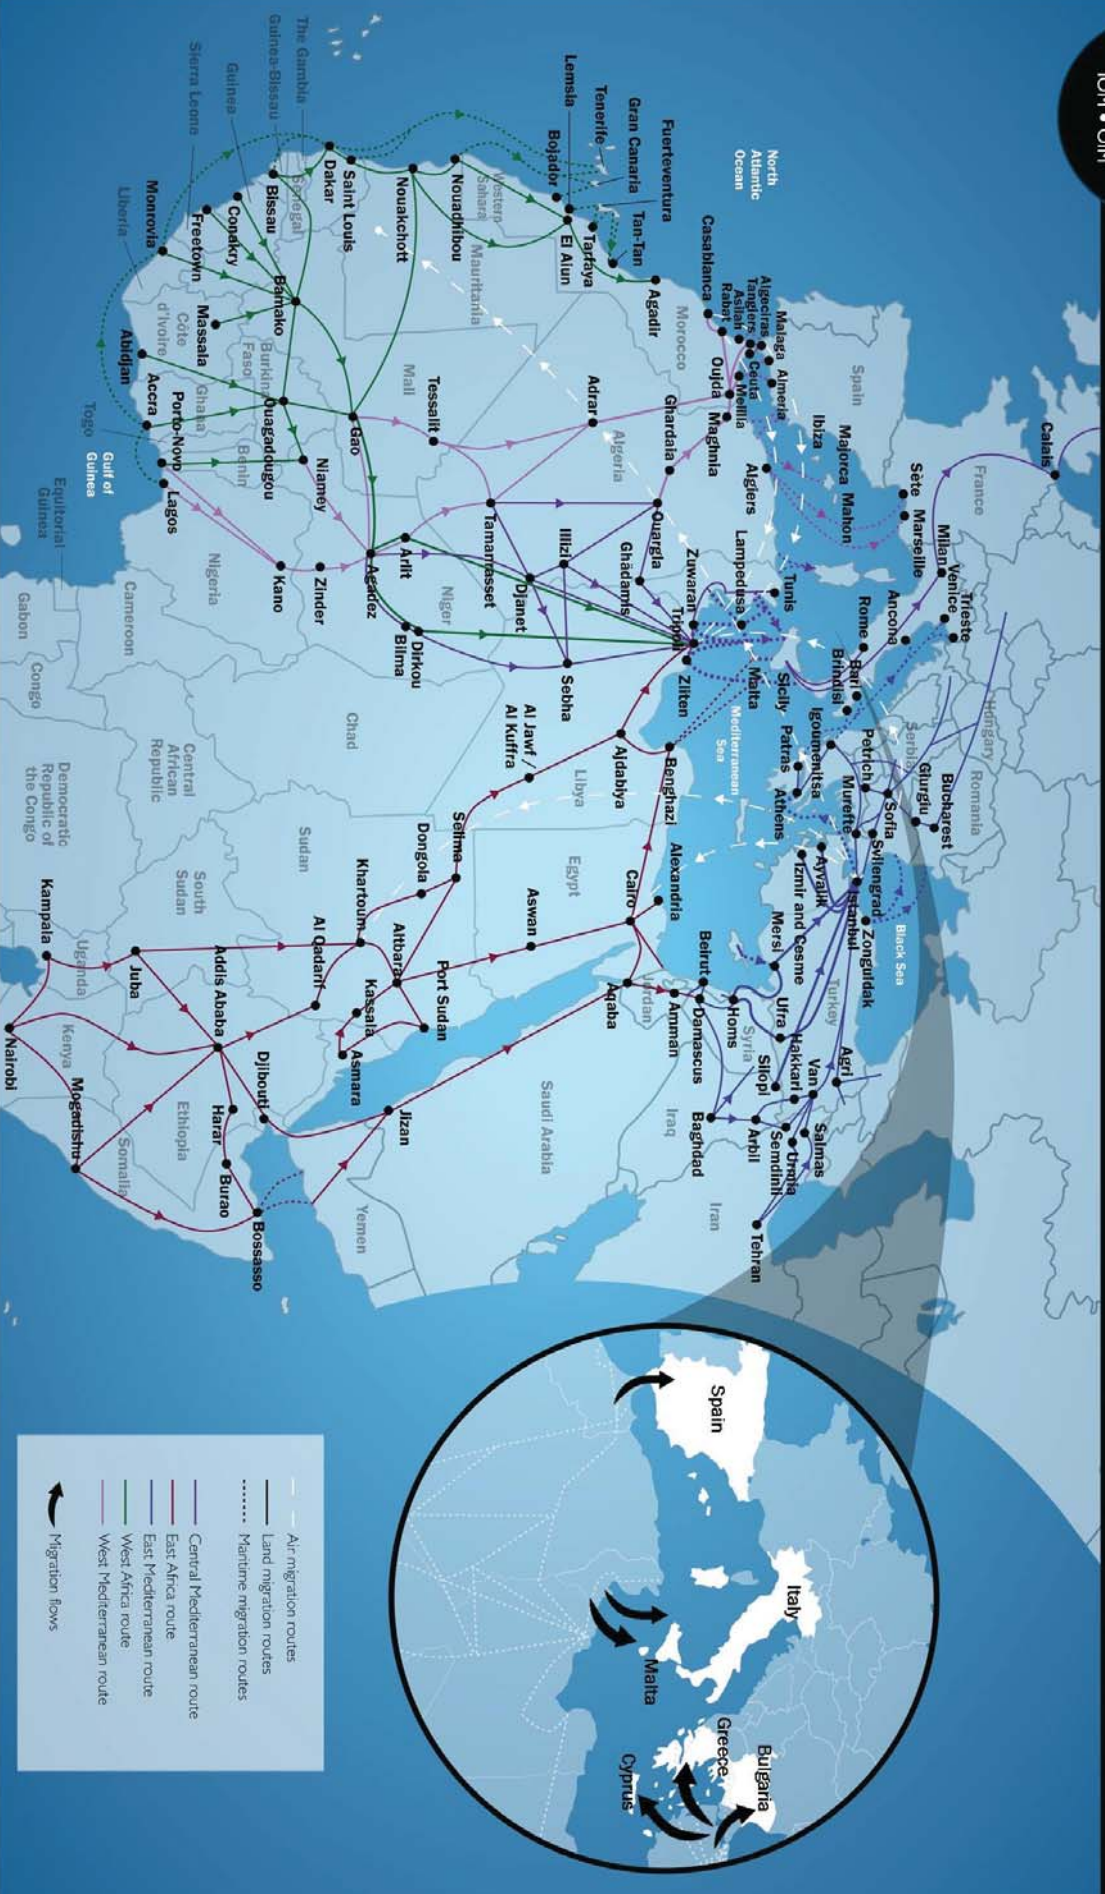 IOM • OIM
North
Atlantic
Ocean
Fuerteventura
Gran Canaria
Tenerife
Lemsia
Bojador
Tan-Tan
Tarfaya
El Aiun
Agadir
Western
Sahara
Nouadhibou
Nouakchott
Saint Louis
Dakar
Senegal
The Gambia
Guinea-Bissau
Guinea
Sierra Leone
Liberia
Bissau
Conakry
Freetown
Monrovia
Mauritania
Bamako
Massala
Côte
d'Ivoire
Abidjan
Accra
Porto-Novo
Togo
Burkina
Faso
Ghana
Benin
Ouagadougou
Niamey
Lagos
Gulf of
Guinea
Equitorial
Guinea
Mali
Tessalit
Gao
Casablanca
Rabat
Asilah
Tangiers
Algeciras
Malaga
Almeria
Ceuta
Melilla
Oujda
Maghnia
Morocco
Spain
Ibiza
Majorca
Mahon
Sète
Marseille
France
Calais
Milan
Venice
Trieste
Ancona
Rome
Bari
Brindisi
Algiers
Tunis
Lampedusa
Zuwaran
Tripoli
Zliten
Malta
Sicily
Ghardaia
Adrar
Algeria
Ouargla
Ghādamis
Illizi
Djanet
Tamanrasset
Sebha
Arlit
Agadez
Bilma
Dirkou
Niger
Zinder
Kano
Nigeria
Cameroon
Gabon
Congo
Chad
Central
African
Republic
Democratic
Republic of
the Congo
Al Jawf /
Al Kuffra
Libya
Ajdabiya
Benghazi
Mediterranean
Sea
Igoumenitsa
Patras
Athens
Petrich
Serbia
Hungary
Romania
Giurgiu
Bucharest
Sofia
Svilengrad
Murefte
Istanbul
Zonguldak
Ayvalik
Izmir and Cesme
Black Sea
Turkey
Mersi
Urfa
Hakkari
Silopi
Van
Agri
Salmas
Urmia
Semdinli
Arbil
Tehran
Iran
Iraq
Baghdad
Syria
Homs
Beirut
Damascus
Amman
Jordan
Aqaba
Alexandria
Cairo
Egypt
Aswan
Selima
Dongola
Sudan
Khartoum
Altbara
Port Sudan
Kassala
Asmara
Al Qadarif
South
Sudan
Addis Ababa
Djibouti
Harar
Burao
Bossasso
Ethiopia
Somalia
Juba
Kampala
Uganda
Kenya
Nairobi
Mogadishu
Jizan
Saudi Arabia
Yemen
Spain
Italy
Malta
Greece
Bulgaria
Cyprus
Air migration routes
Land migration routes
Maritime migration routes
Central Mediterranean route
East Africa route
East Mediterranean route
West Africa route
West Mediterranean route
Migration flows